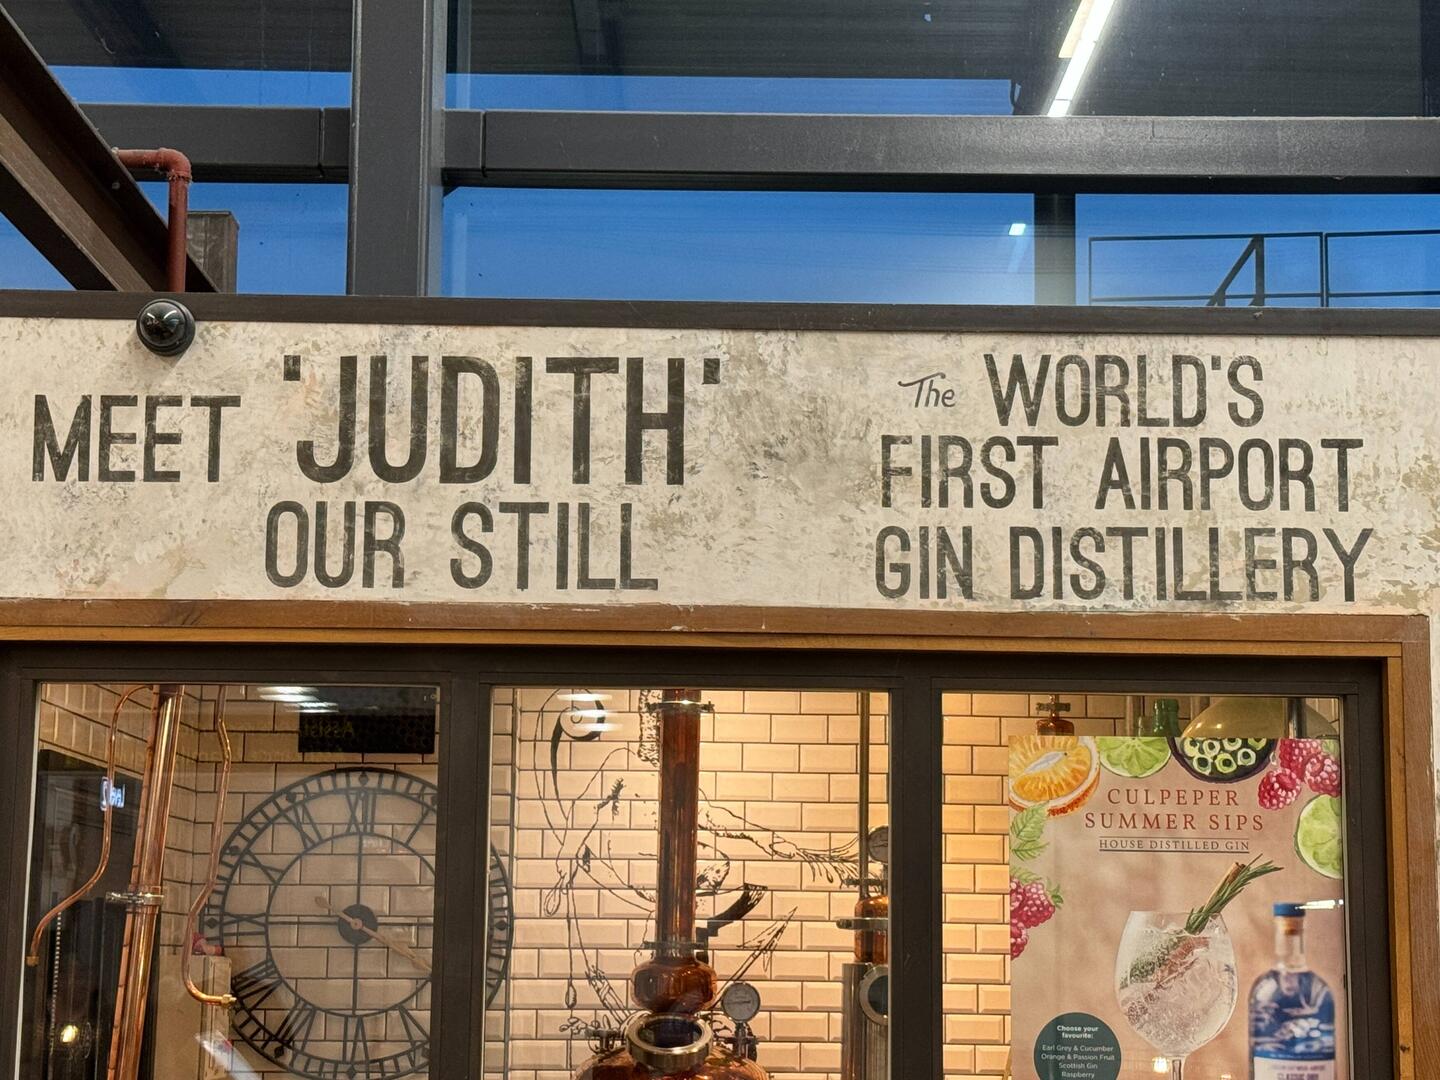 MEET 'JUDITH'
OUR STILL
The WORLD'S
FIRST AIRPORT
GIN DISTILLERY
CULPEPER
SUMMER SIPS
HOUSE DISTILLED GIN
Choose your
favourite:
Earl Grey & Cucumber
Orange & Passion Fruit
Scottish Gin
Raspberry